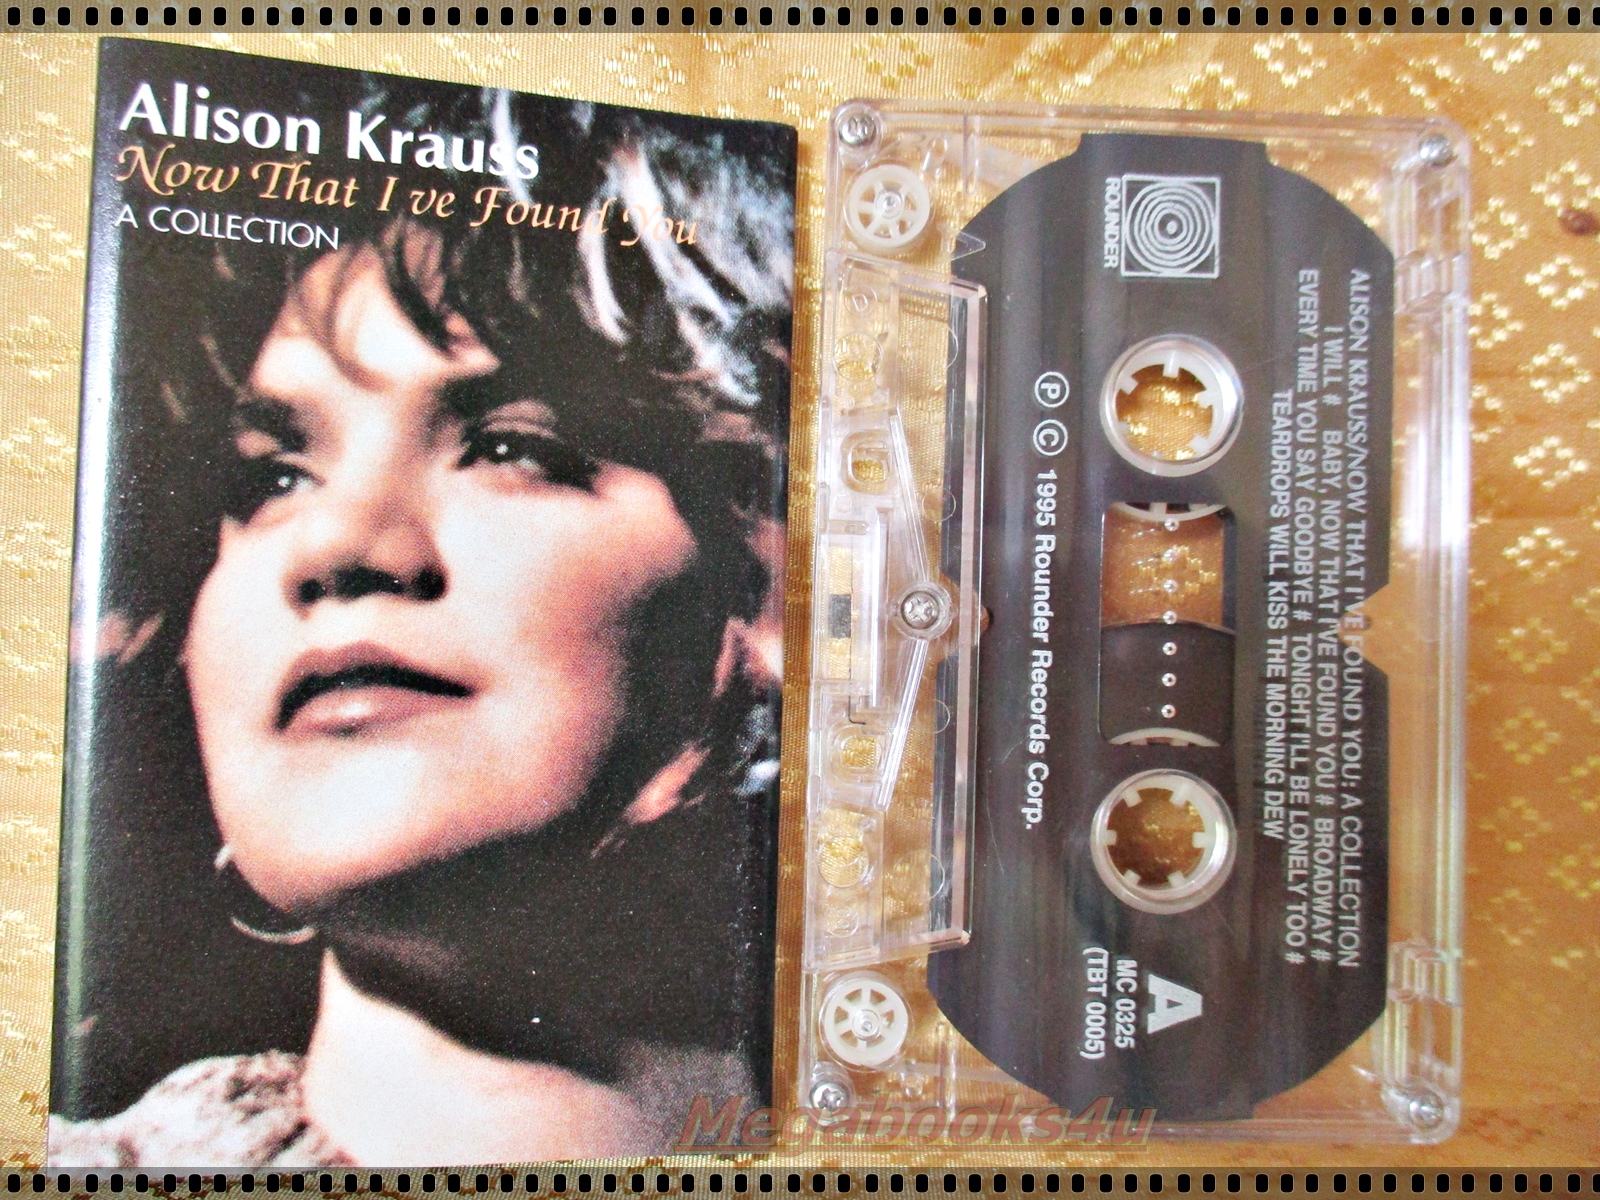 Alison Krauss
Now That I've Found You
A COLLECTION
ROUNDER
ALISON KRAUSS/NOW THAT I'VE FOUND YOU: A COLLECTION
I WILL # BABY, NOW THAT I'VE FOUND YOU # BROADWAY #
EVERY TIME YOU SAY GOODBYE # TONIGHT I'LL BE LONELY TOO #
TEARDROPS WILL KISS THE MORNING DEW
Ⓟ © 1995 Rounder Records Corp.
A
MC 0325
(TBT 0005)
Megabooks4u